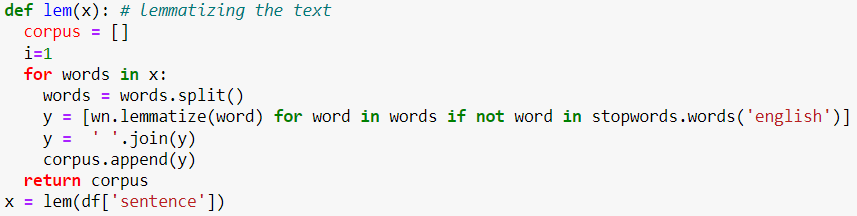 def lem(x): # lemmatizing the text
  corpus = []
  i=1
  for words in x:
    words = words.split()
    y = [wn.lemmatize(word) for word in words if not word in stopwords.words('english')]
    y =  ' '.join(y)
    corpus.append(y)
  return corpus
x = lem(df['sentence'])